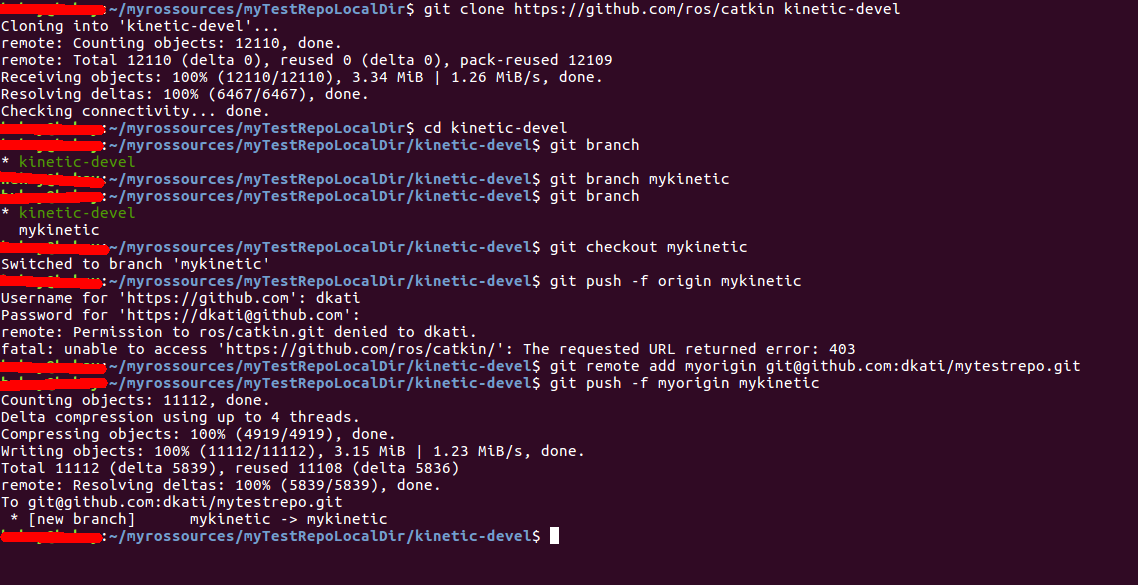 :~/myrossources/myTestRepoLocalDir$ git clone https://github.com/ros/catkin kinetic-devel
Cloning into 'kinetic-devel'...
remote: Counting objects: 12110, done.
remote: Total 12110 (delta 0), reused 0 (delta 0), pack-reused 12109
Receiving objects: 100% (12110/12110), 3.34 MiB | 1.26 MiB/s, done.
Resolving deltas: 100% (6467/6467), done.
Checking connectivity... done.
:~/myrossources/myTestRepoLocalDir$ cd kinetic-devel
:~/myrossources/myTestRepoLocalDir/kinetic-devel$ git branch
* kinetic-devel
:~/myrossources/myTestRepoLocalDir/kinetic-devel$ git branch mykinetic
:~/myrossources/myTestRepoLocalDir/kinetic-devel$ git branch
* kinetic-devel
  mykinetic
~/myrossources/myTestRepoLocalDir/kinetic-devel$ git checkout mykinetic
Switched to branch 'mykinetic'
:~/myrossources/myTestRepoLocalDir/kinetic-devel$ git push -f origin mykinetic
Username for 'https://github.com': dkati
Password for 'https://dkati@github.com':
remote: Permission to ros/catkin.git denied to dkati.
fatal: unable to access 'https://github.com/ros/catkin/': The requested URL returned error: 403
:~/myrossources/myTestRepoLocalDir/kinetic-devel$ git remote add myorigin git@github.com:dkati/mytestrepo.git
:~/myrossources/myTestRepoLocalDir/kinetic-devel$ git push -f myorigin mykinetic
Counting objects: 11112, done.
Delta compression using up to 4 threads.
Compressing objects: 100% (4919/4919), done.
Writing objects: 100% (11112/11112), 3.15 MiB | 1.23 MiB/s, done.
Total 11112 (delta 5839), reused 11108 (delta 5836)
remote: Resolving deltas: 100% (5839/5839), done.
To git@github.com:dkati/mytestrepo.git
 * [new branch]      mykinetic -> mykinetic
:~/myrossources/myTestRepoLocalDir/kinetic-devel$